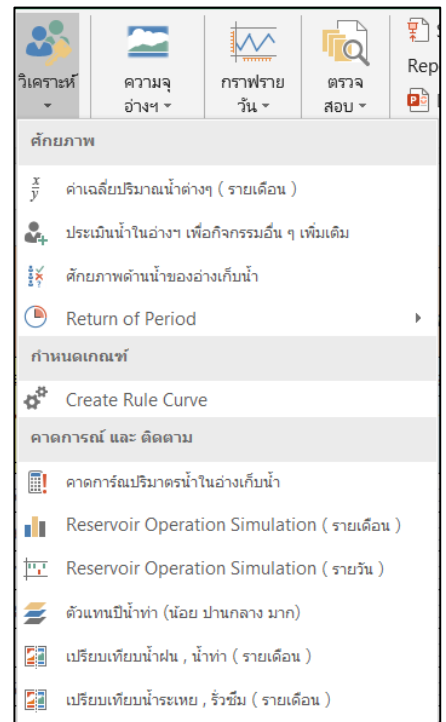 วิเคราะห์
ความจุ
อ่างฯ
กราฟราย
วัน
ตรวจ
สอบ
Rep
ศักยภาพ
x
y
ค่าเฉลี่ยปริมาณน้ำต่างๆ ( รายเดือน )
ประเมินน้ำในอ่างฯ เพื่อกิจกรรมอื่น ๆ เพิ่มเติม
ศักยภาพด้านน้ำของอ่างเก็บน้ำ
Return of Period
กำหนดเกณฑ์
Create Rule Curve
คาดการณ์ และ ติดตาม
คาดการ์ณปริมาตรน้ำในอ่างเก็บน้ำ
Reservoir Operation Simulation ( รายเดือน )
Reservoir Operation Simulation ( รายวัน )
ตัวแทนปีน้ำท่า (น้อย ปานกลาง มาก)
เปรียบเทียบน้ำฝน , น้ำท่า ( รายเดือน )
เปรียบเทียบน้ำระเหย , รั่วซึม ( รายเดือน )